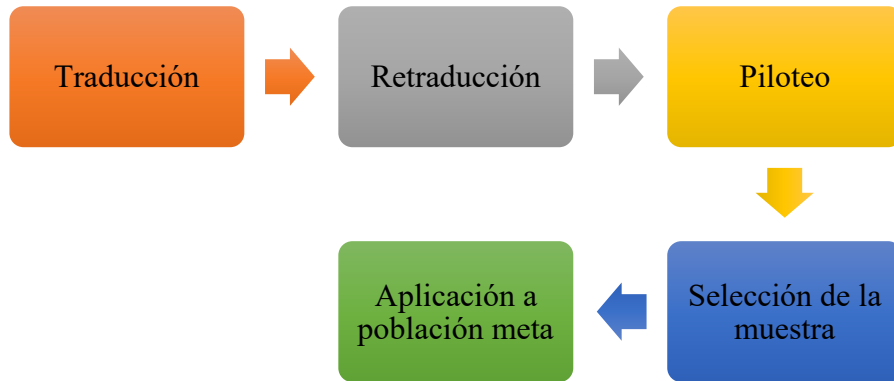 Traducción
Retraducción
Piloteo
Selección de la
muestra
Aplicación a
población meta